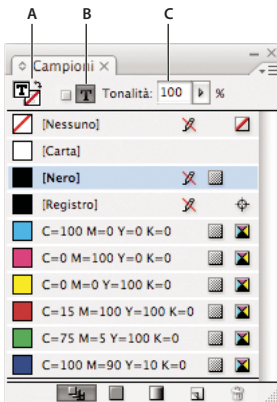 A B C
Campioni
T T Tonalità: 100 %
[Nessuno]
[Carta]
[Nero]
[Registro]
C=100 M=0 Y=0 K=0
C=0 M=100 Y=0 K=0
C=0 M=0 Y=100 K=0
C=15 M=100 Y=100 K=0
C=75 M=5 Y=100 K=0
C=100 M=90 Y=10 K=0